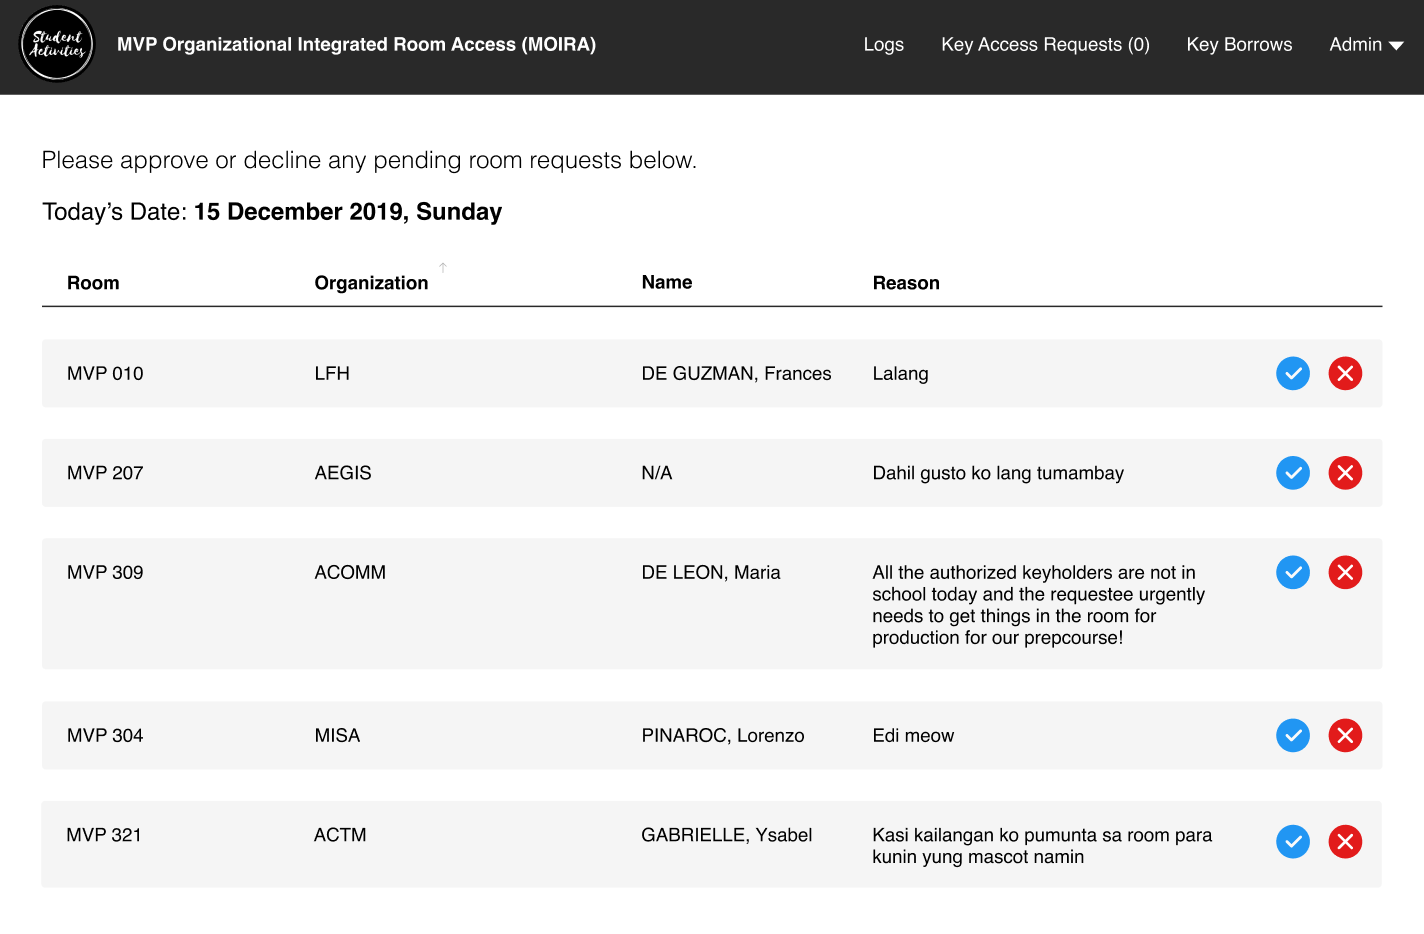 Student
Activities
MVP Organizational Integrated Room Access (MOIRA)
Logs
Key Access Requests (0)
Key Borrows
Admin
Please approve or decline any pending room requests below.
Today’s Date: 15 December 2019, Sunday
Room Organization ↑ Name Reason
MVP 010 LFH DE GUZMAN, Frances Lalang
MVP 207 AEGIS N/A Dahil gusto ko lang tumambay
MVP 309 ACOMM DE LEON, Maria All the authorized keyholders are not in
school today and the requestee urgently
needs to get things in the room for
production for our prepcourse!
MVP 304 MISA PINAROC, Lorenzo Edi meow
MVP 321 ACTM GABRIELLE, Ysabel Kasi kailangan ko pumunta sa room para
kunin yung mascot namin